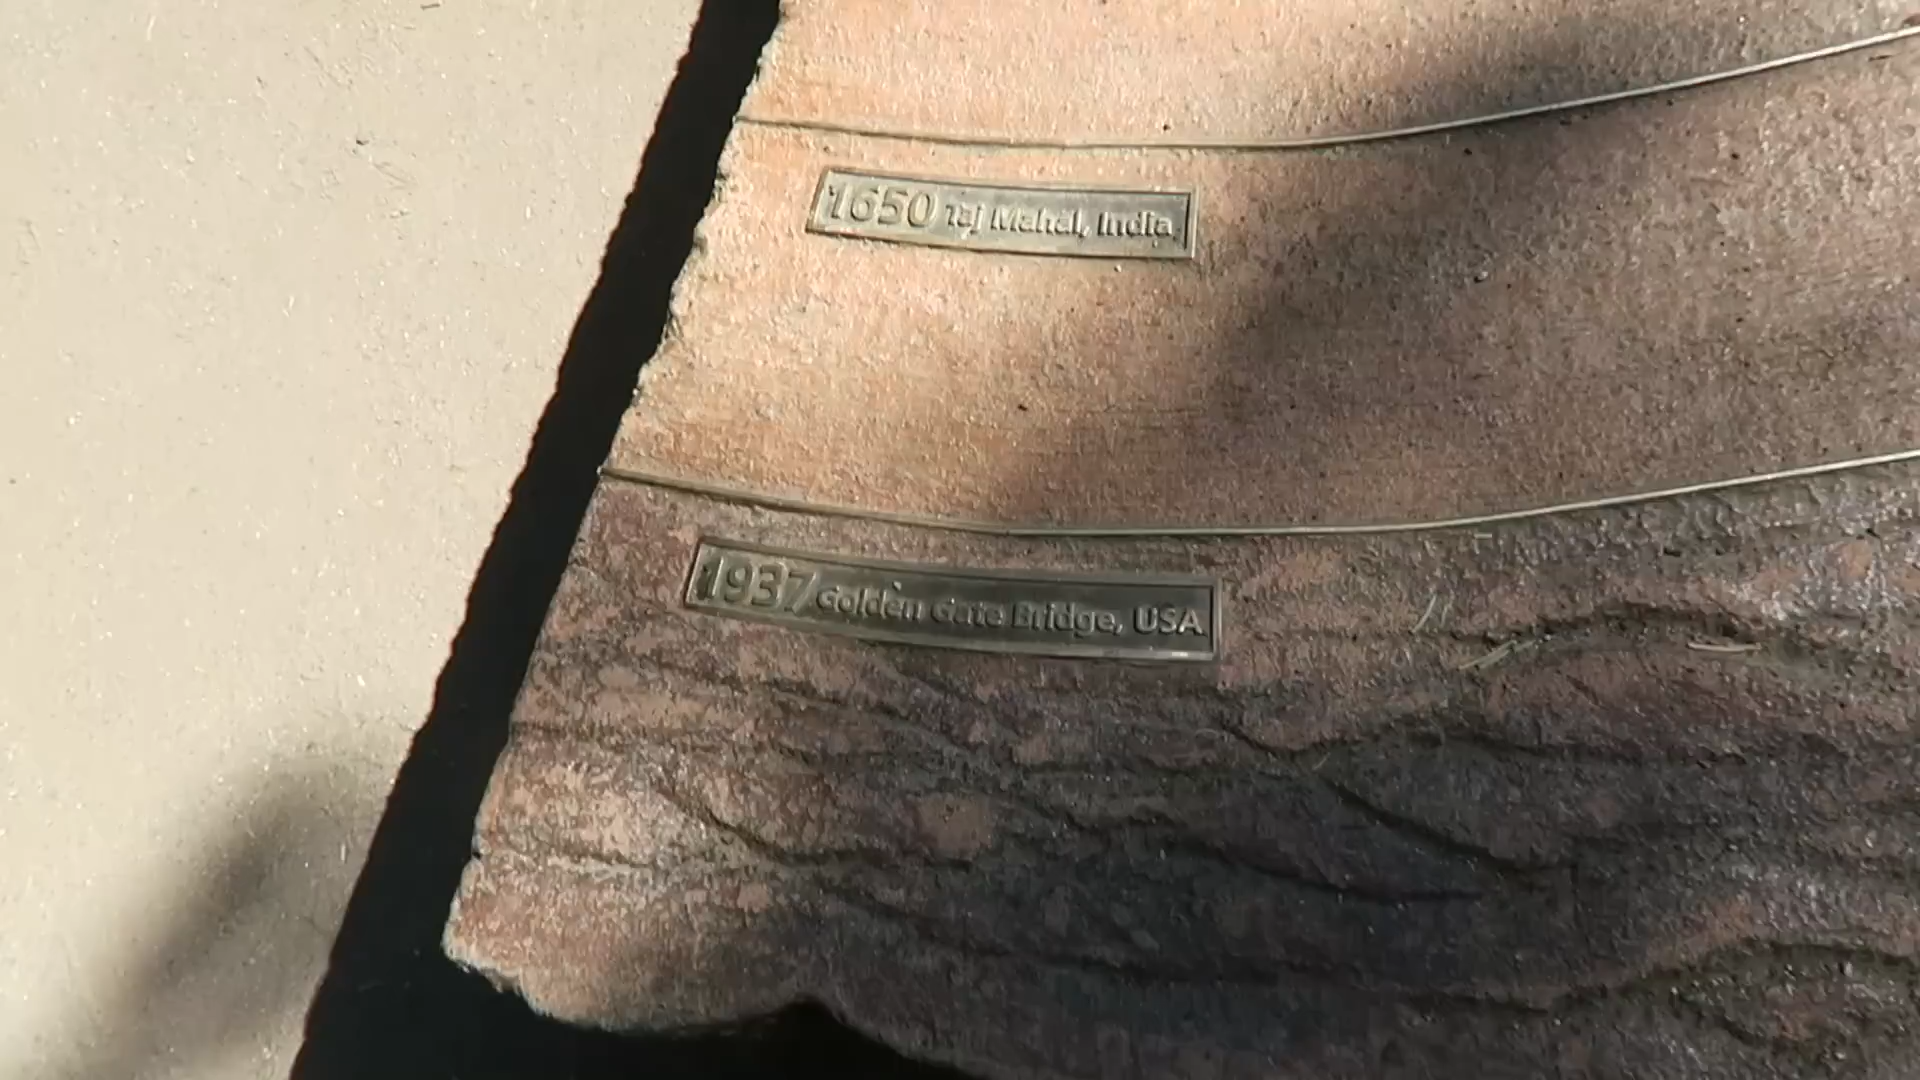 1650 Taj Mahal, India
1937 Golden Gate Bridge, USA